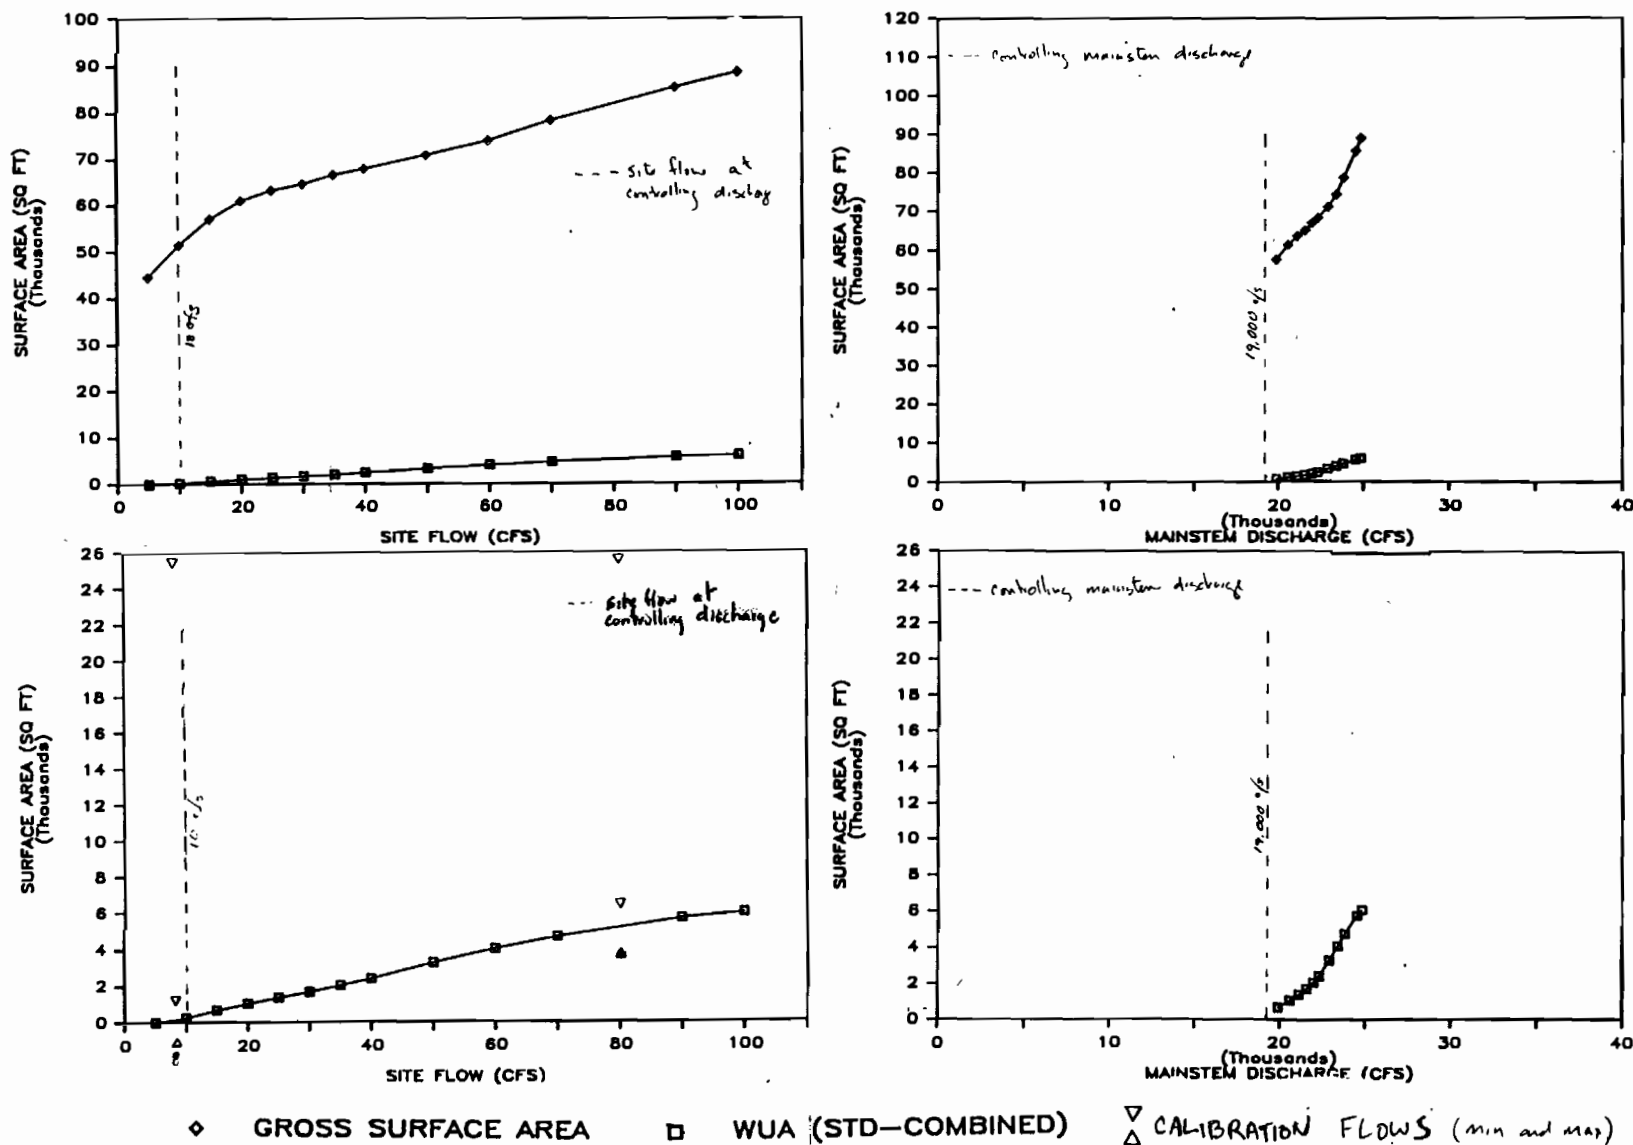 100
90
80
70
60
50
40
30
20
10
0
SURFACE AREA (SQ FT)
(Thousands)
10 cfs
--- site flow at
controlling discharg
0
20
40
60
80
100
SITE FLOW (CFS)
120
110
100
90
80
70
60
50
40
30
20
10
0
SURFACE AREA (SQ FT)
(Thousands)
--- controlling mainstem discharge
19,000 cfs
0
10
20
30
40
(Thousands)
MAINSTEM DISCHARGE (CFS)
26
24
22
20
18
16
14
12
10
8
6
4
2
0
SURFACE AREA (SQ FT)
(Thousands)
10 cfs
--- site flow at
controlling discharge
8
0
20
40
60
80
100
SITE FLOW (CFS)
26
24
22
20
18
16
14
12
10
8
6
4
2
0
SURFACE AREA (SQ FT)
(Thousands)
--- controlling mainstem discharge
19,000 cfs
0
10
20
30
40
(Thousands)
MAINSTEM DISCHARGE (CFS)
GROSS SURFACE AREA
WUA (STD-COMBINED)
CALIBRATION FLOWS (min and max)